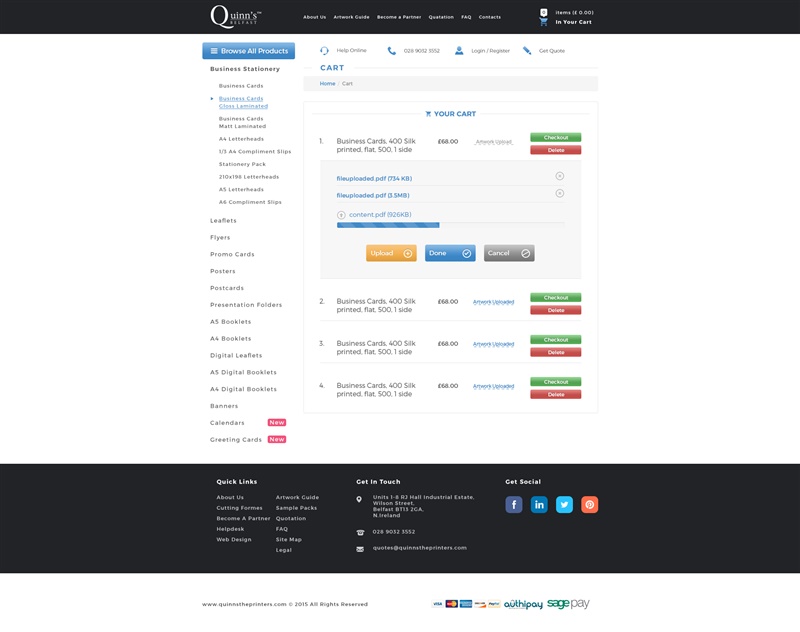 Quinn's™
BELFAST
About Us Artwork Guide Become a Partner Quatation FAQ Contacts
0 items (£ 0.00)
In Your Cart
Browse All Products
Help Online 028 9032 3552 Login / Register Get Quote
CART
Home / Cart
Business Stationery
Business Cards
Business Cards
Gloss Laminated
Business Cards
Matt Laminated
A4 Letterheads
1/3 A4 Compliment Slips
Stationery Pack
210x198 Letterheads
A5 Letterheads
A6 Compliment Slips
Leaflets
Flyers
Promo Cards
Posters
Postcards
Presentation Folders
A5 Booklets
A4 Booklets
Digital Leaflets
A5 Digital Booklets
A4 Digital Booklets
Banners
Calendars New
Greeting Cards New
YOUR CART
1. Business Cards, 400 Silk £68.00 Artwork Upload Checkout
printed, flat, 500, 1 side Delete
fileuploaded.pdf (734 KB)
fileuploaded.pdf (3.5MB)
content.pdf (926KB)
Upload Done Cancel
2. Business Cards, 400 Silk £68.00 Artwork Uploaded Checkout
printed, flat, 500, 1 side Delete
3. Business Cards, 400 Silk £68.00 Artwork Uploaded Checkout
printed, flat, 500, 1 side Delete
4. Business Cards, 400 Silk £68.00 Artwork Uploaded Checkout
printed, flat, 500, 1 side Delete
Quick Links
About Us Artwork Guide
Cutting Formes Sample Packs
Become A Partner Quotation
Helpdesk FAQ
Web Design Site Map
Legal
Get In Touch
Units 1-8 RJ Hall Industrial Estate,
Wilson Street,
Belfast BT13 2GA,
N.Ireland
028 9032 3552
quotes@quinnstheprinters.com
Get Social
www.quinnstheprinters.com © 2015 All Rights Reserved
VISA PayPal authipay sage pay